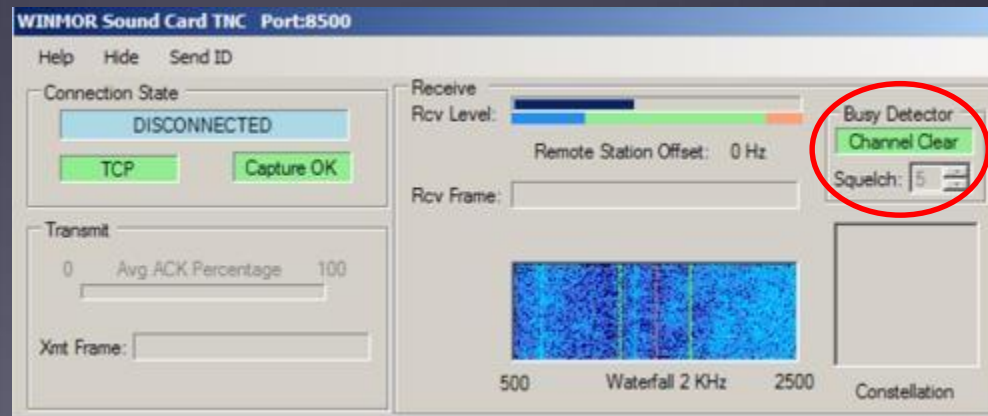 WINMOR Sound Card TNC Port:8500
Help Hide Send ID
Connection State
DISCONNECTED
TCP
Capture OK
Receive
Rcv Level:
Remote Station Offset: 0 Hz
Rcv Frame:
Busy Detector
Channel Clear
Squelch: 5
Transmit
0 Avg ACK Percentage 100
Xmt Frame:
500 Waterfall 2 KHz 2500
Constellation